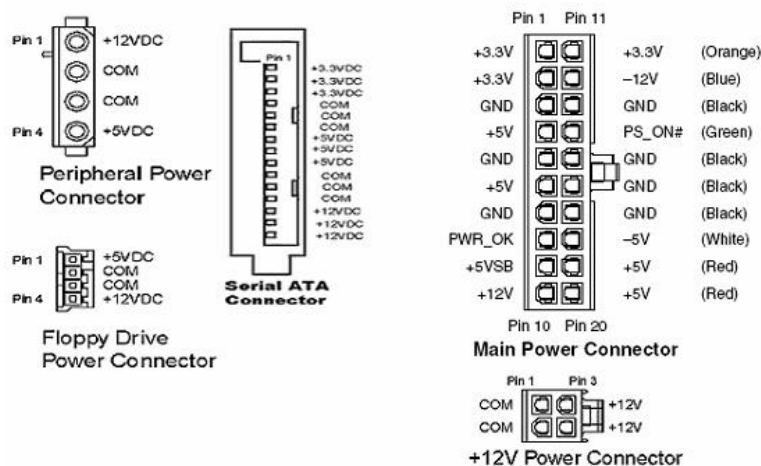 Pin 1 +12VDC
COM
COM
Pin 4 +5VDC
Peripheral Power
Connector
Pin 1 +5VDC
COM
COM
Pin 4 +12VDC
Floppy Drive
Power Connector
Pin 1
+3.3VDC
+3.3VDC
+3.3VDC
COM
COM
COM
+5VDC
+5VDC
+5VDC
COM
COM
COM
+12VDC
+12VDC
+12VDC
Serial ATA
Connector
Pin 1 Pin 11
+3.3V +3.3V (Orange)
+3.3V –12V (Blue)
GND GND (Black)
+5V PS_ON# (Green)
GND GND (Black)
+5V GND (Black)
GND GND (Black)
PWR_OK –5V (White)
+5VSB +5V (Red)
+12V +5V (Red)
Pin 10 Pin 20
Main Power Connector
Pin 1 Pin 3
COM +12V
COM +12V
+12V Power Connector